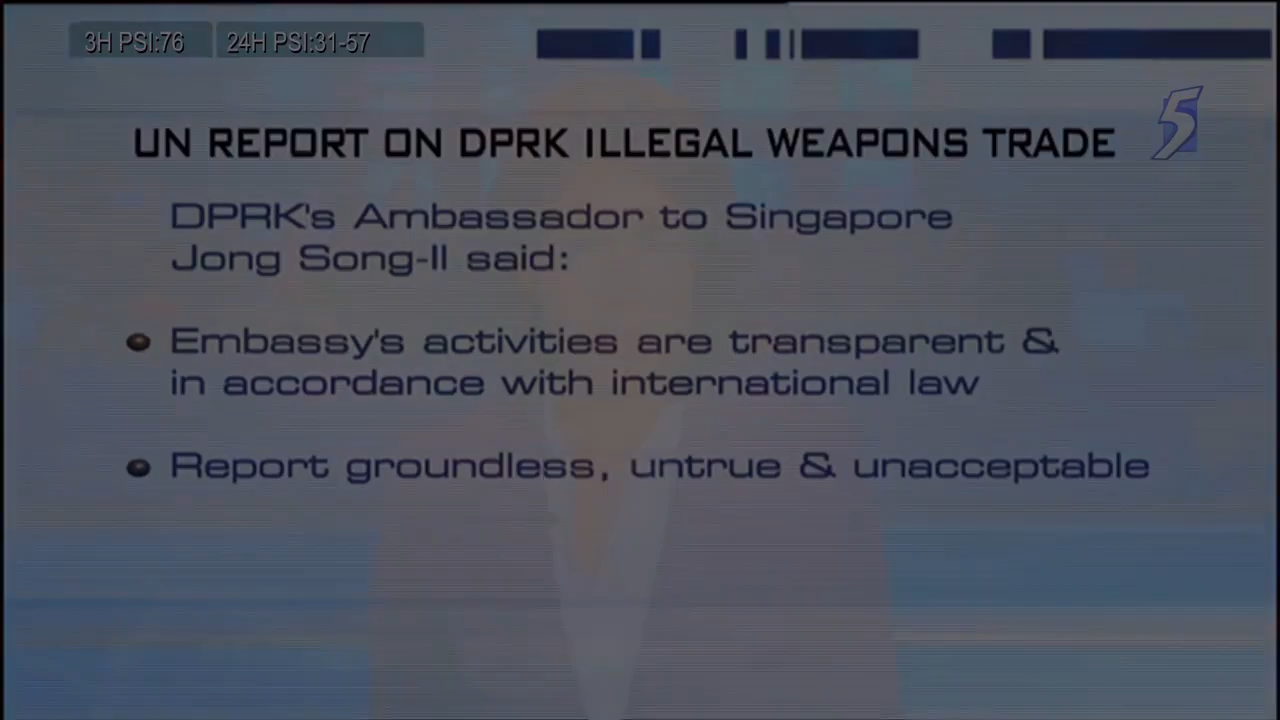 3H PSI:76 24H PSI:31-57
5
UN REPORT ON DPRK ILLEGAL WEAPONS TRADE
DPRK's Ambassador to Singapore
Jong Song-Il said:
Embassy's activities are transparent &
in accordance with international law
Report groundless, untrue & unacceptable